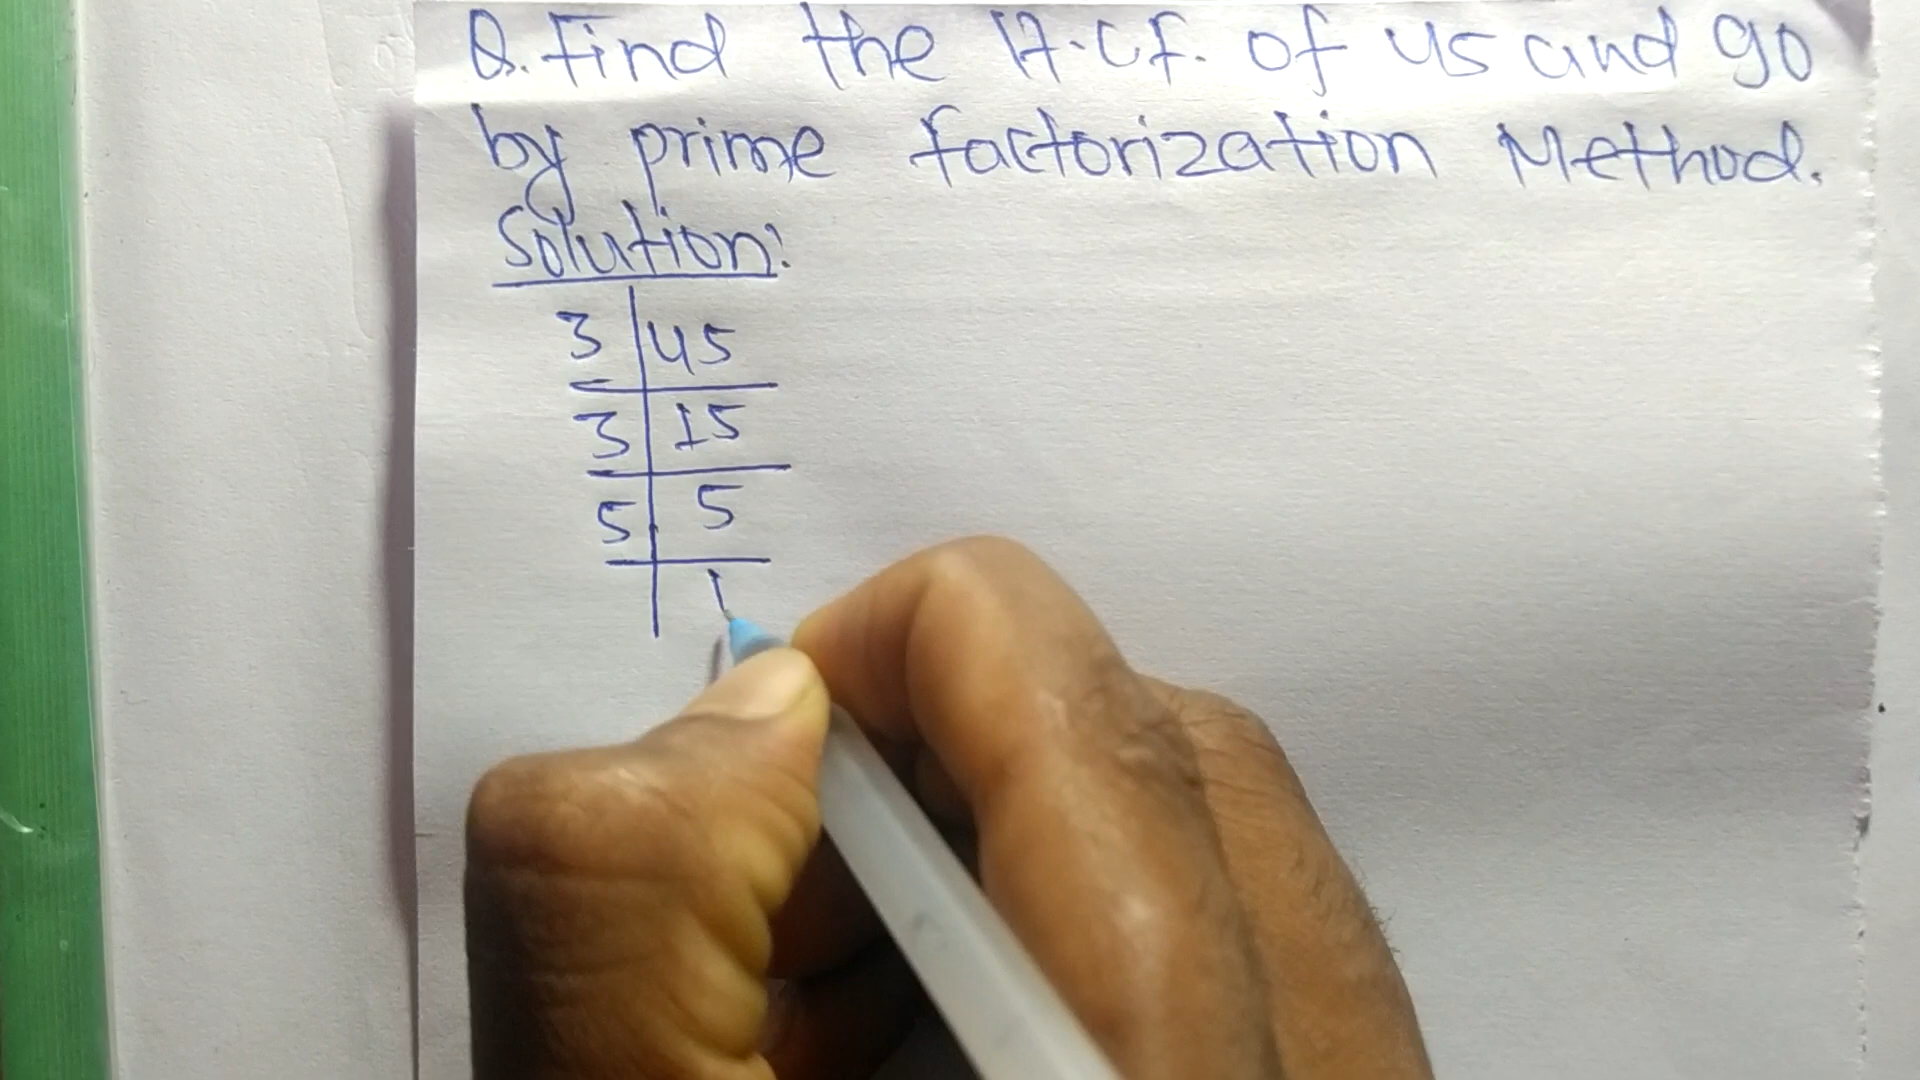 Q. Find the H.C.F. of 45 and 90
by prime factorization Method.
Solution:
3 45
3 15
5 5
1